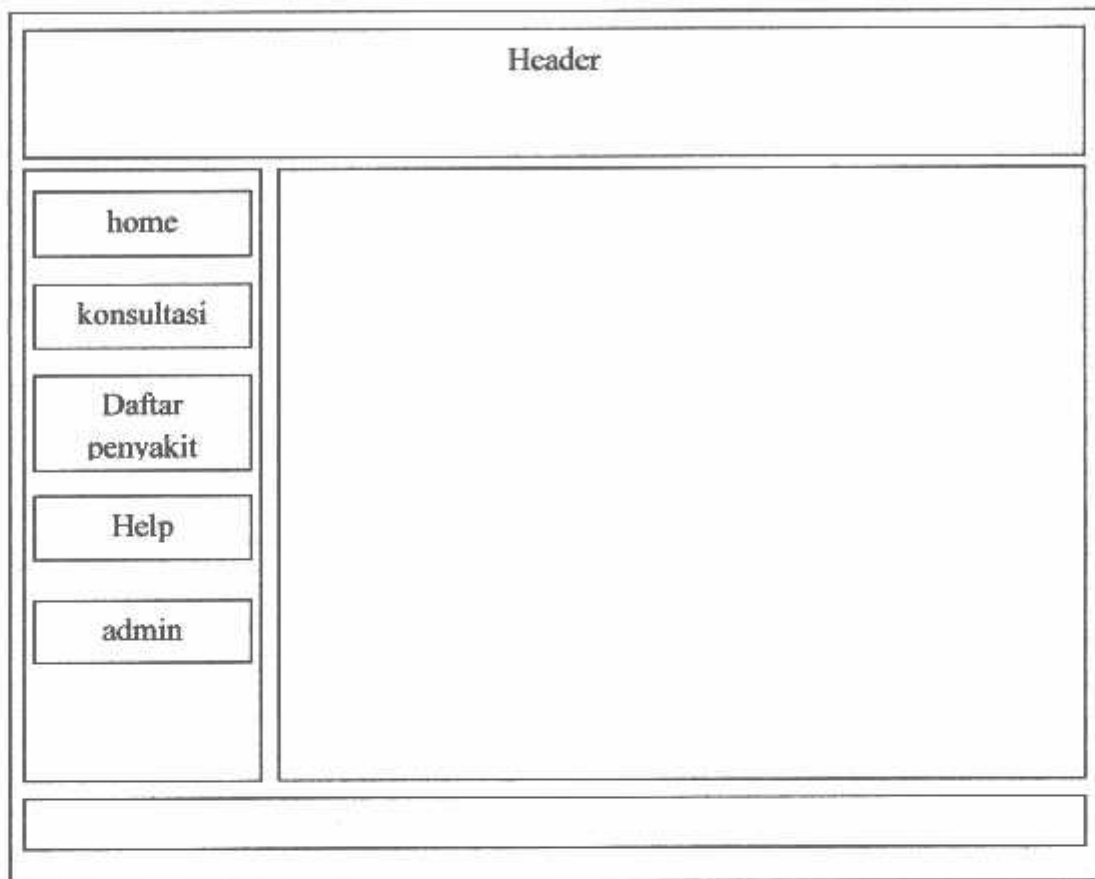 Header
home
konsultasi
Daftar
penyakit
Help
admin